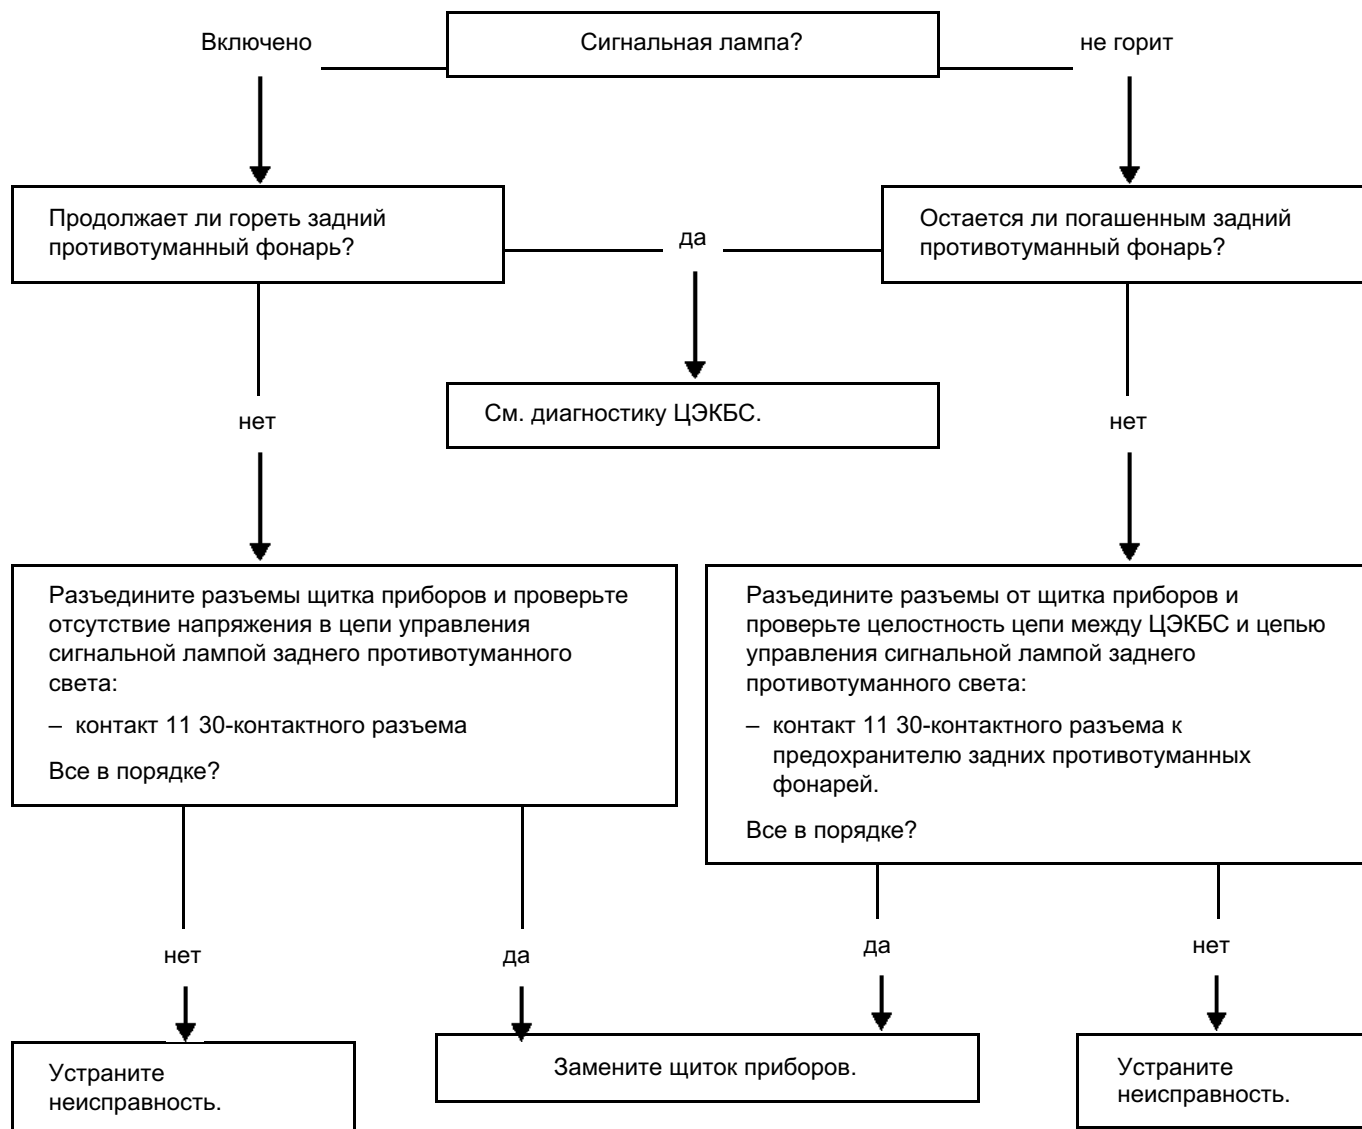 Включено
Сигнальная лампа?
не горит
Продолжает ли гореть задний
противотуманный фонарь?
да
Остается ли погашенным задний
противотуманный фонарь?
нет
См. диагностику ЦЭКБС.
нет
Разъедините разъемы щитка приборов и проверьте
отсутствие напряжения в цепи управления
сигнальной лампой заднего противотуманного
света:
– контакт 11 30-контактного разъема
Все в порядке?
Разъедините разъемы от щитка приборов и
проверьте целостность цепи между ЦЭКБС и цепью
управления сигнальной лампой заднего
противотуманного света:
– контакт 11 30-контактного разъема к
предохранителю задних противотуманных
фонарей.
Все в порядке?
нет
да
да
нет
Устраните
неисправность.
Замените щиток приборов.
Устраните
неисправность.